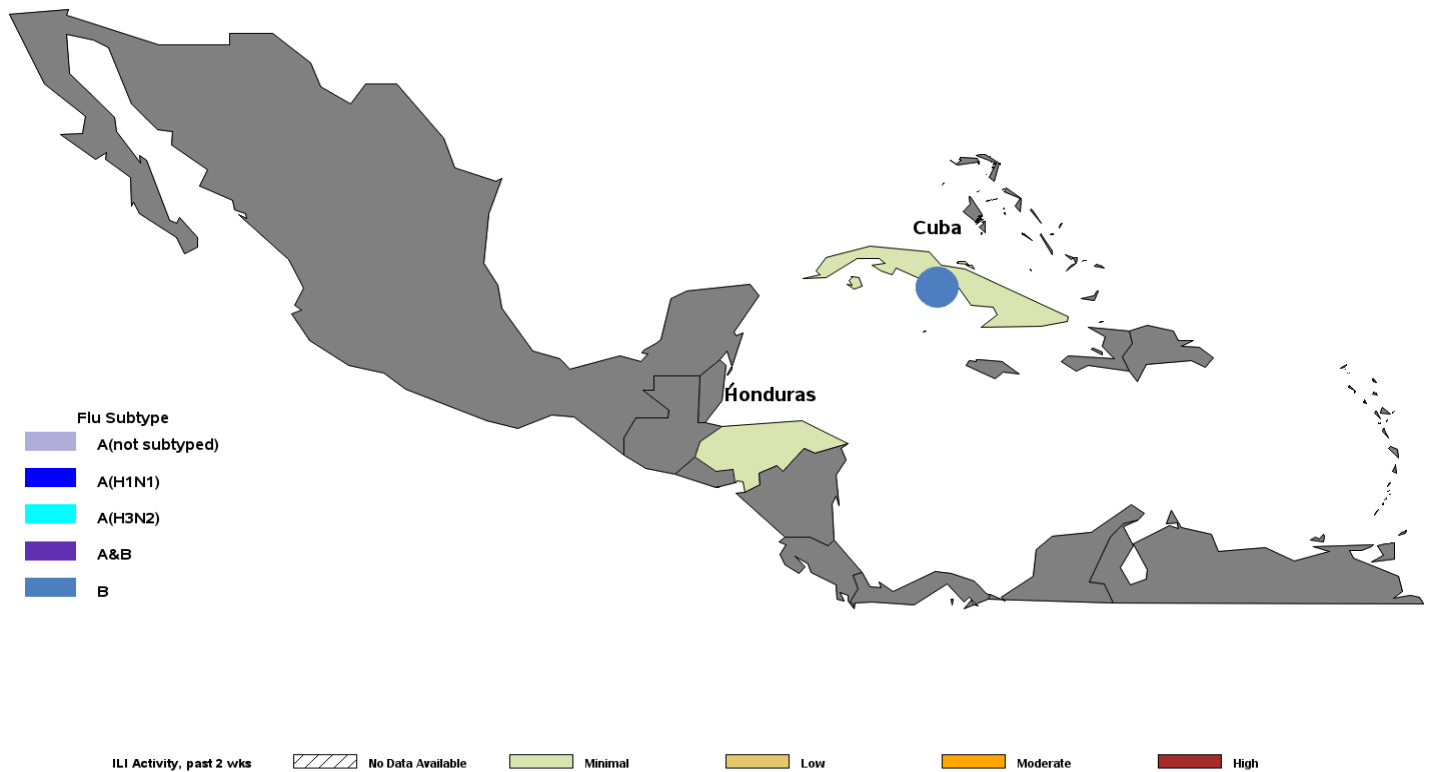 Cuba
Honduras
Flu Subtype
A(not subtyped)
A(H1N1)
A(H3N2)
A&B
B
ILI Activity, past 2 wks No Data Available Minimal Low Moderate High